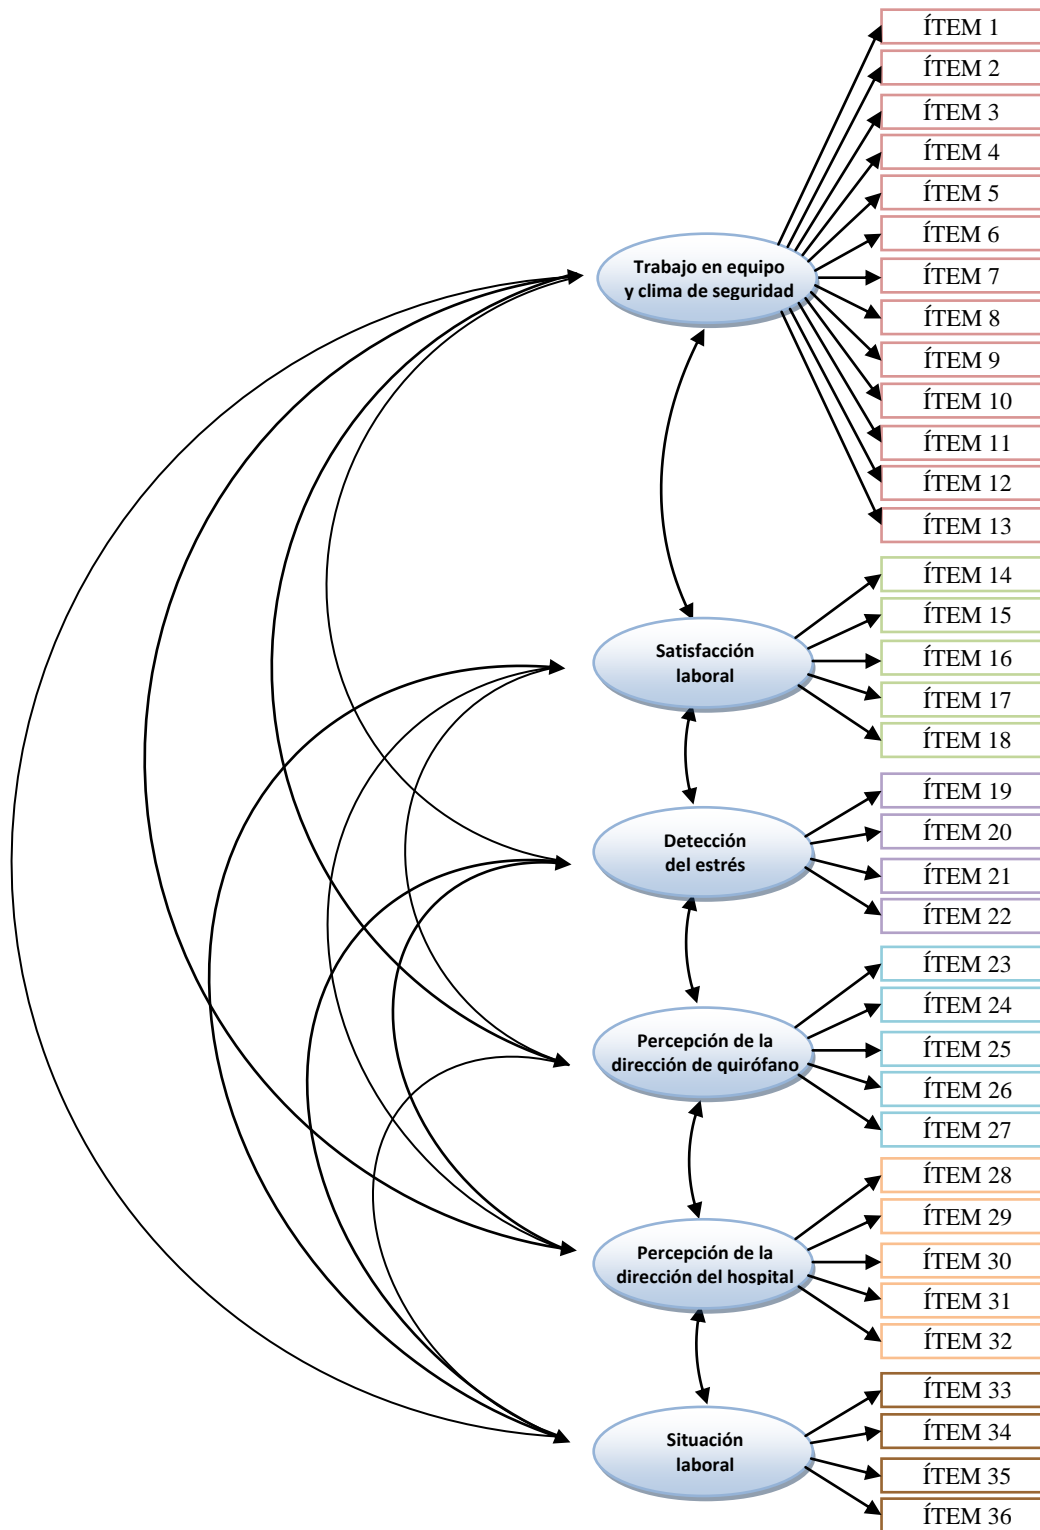 ÍTEM 1
ÍTEM 2
ÍTEM 3
ÍTEM 4
ÍTEM 5
ÍTEM 6
Trabajo en equipo
y clima de seguridad
ÍTEM 7
ÍTEM 8
ÍTEM 9
ÍTEM 10
ÍTEM 11
ÍTEM 12
ÍTEM 13
ÍTEM 14
ÍTEM 15
Satisfacción
laboral
ÍTEM 16
ÍTEM 17
ÍTEM 18
ÍTEM 19
ÍTEM 20
Detección
del estrés
ÍTEM 21
ÍTEM 22
ÍTEM 23
ÍTEM 24
Percepción de la
dirección de quirófano
ÍTEM 25
ÍTEM 26
ÍTEM 27
ÍTEM 28
ÍTEM 29
Percepción de la
dirección del hospital
ÍTEM 30
ÍTEM 31
ÍTEM 32
ÍTEM 33
ÍTEM 34
Situación
laboral
ÍTEM 35
ÍTEM 36